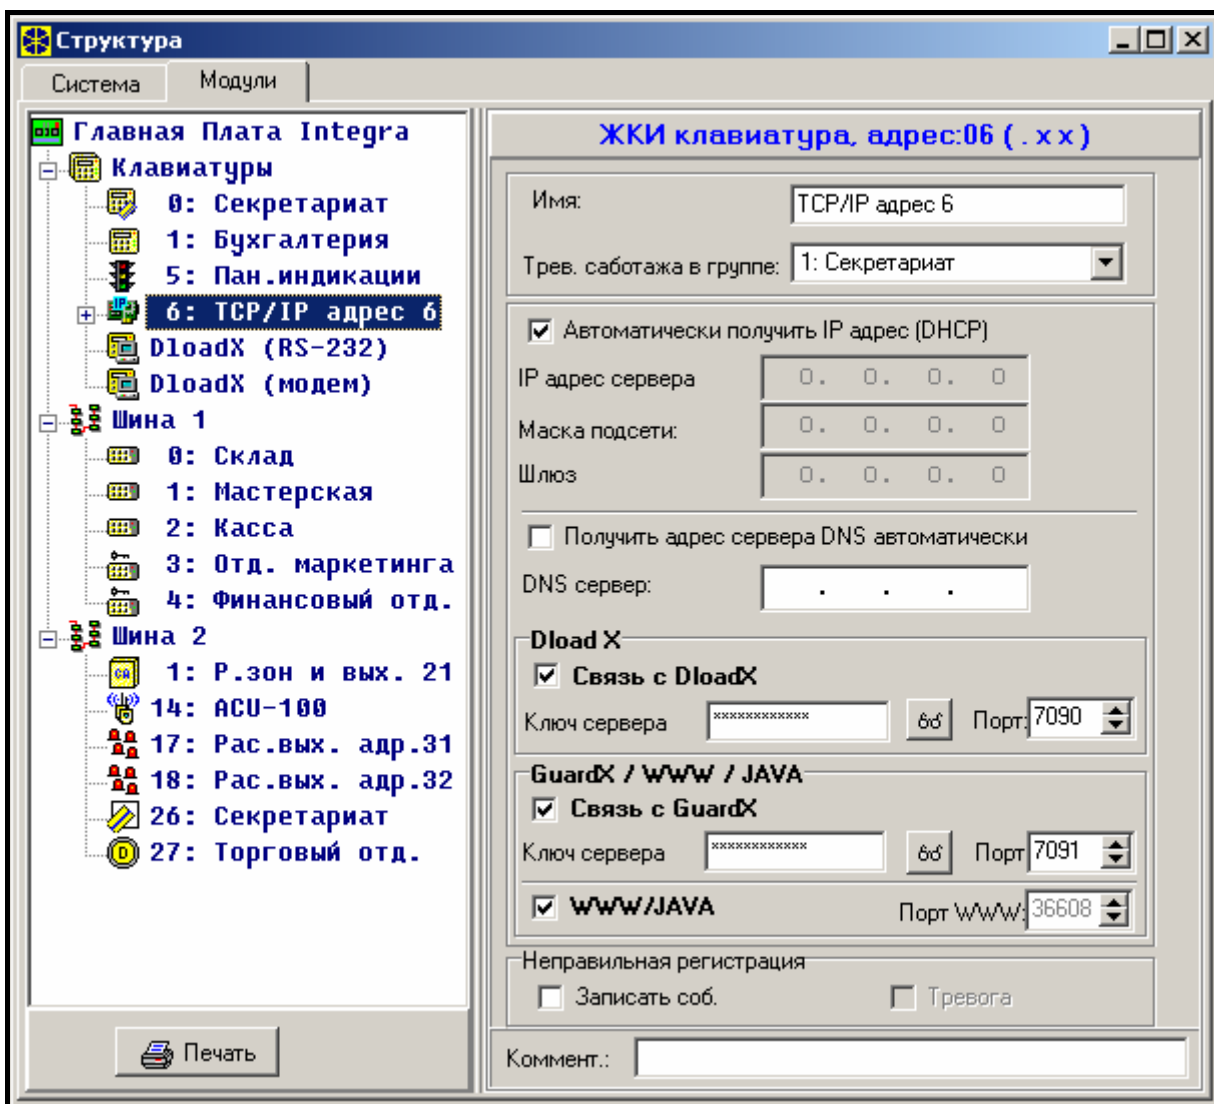 Структура
Система Модули
Главная Плата Integra
Клавиатуры
0: Секретариат
1: Бухгалтерия
5: Пан.индикации
6: TCP/IP адрес 6
DloadX (RS-232)
DloadX (модем)
Шина 1
0: Склад
1: Мастерская
2: Касса
3: Отд. маркетинга
4: Финансовый отд.
Шина 2
1: Р.зон и вых. 21
14: ACU-100
17: Рас.вых. адр.31
18: Рас.вых. адр.32
26: Секретариат
27: Торговый отд.
Печать
ЖКИ клавиатура, адрес:06 ( . x x )
Имя: TCP/IP адрес 6
Трев. саботажа в группе: 1: Секретариат
Автоматически получить IP адрес (DHCP)
IP адрес сервера 0. 0. 0. 0
Маска подсети: 0. 0. 0. 0
Шлюз 0. 0. 0. 0
Получить адрес сервера DNS автоматически
DNS сервер: . . .
Dload X
Связь с DloadX
Ключ сервера ************ Порт: 7090
GuardX / WWW / JAVA
Связь с GuardX
Ключ сервера ************ Порт 7091
WWW/JAVA Порт WWW: 36608
Неправильная регистрация
Записать соб. Тревога
Коммент.: